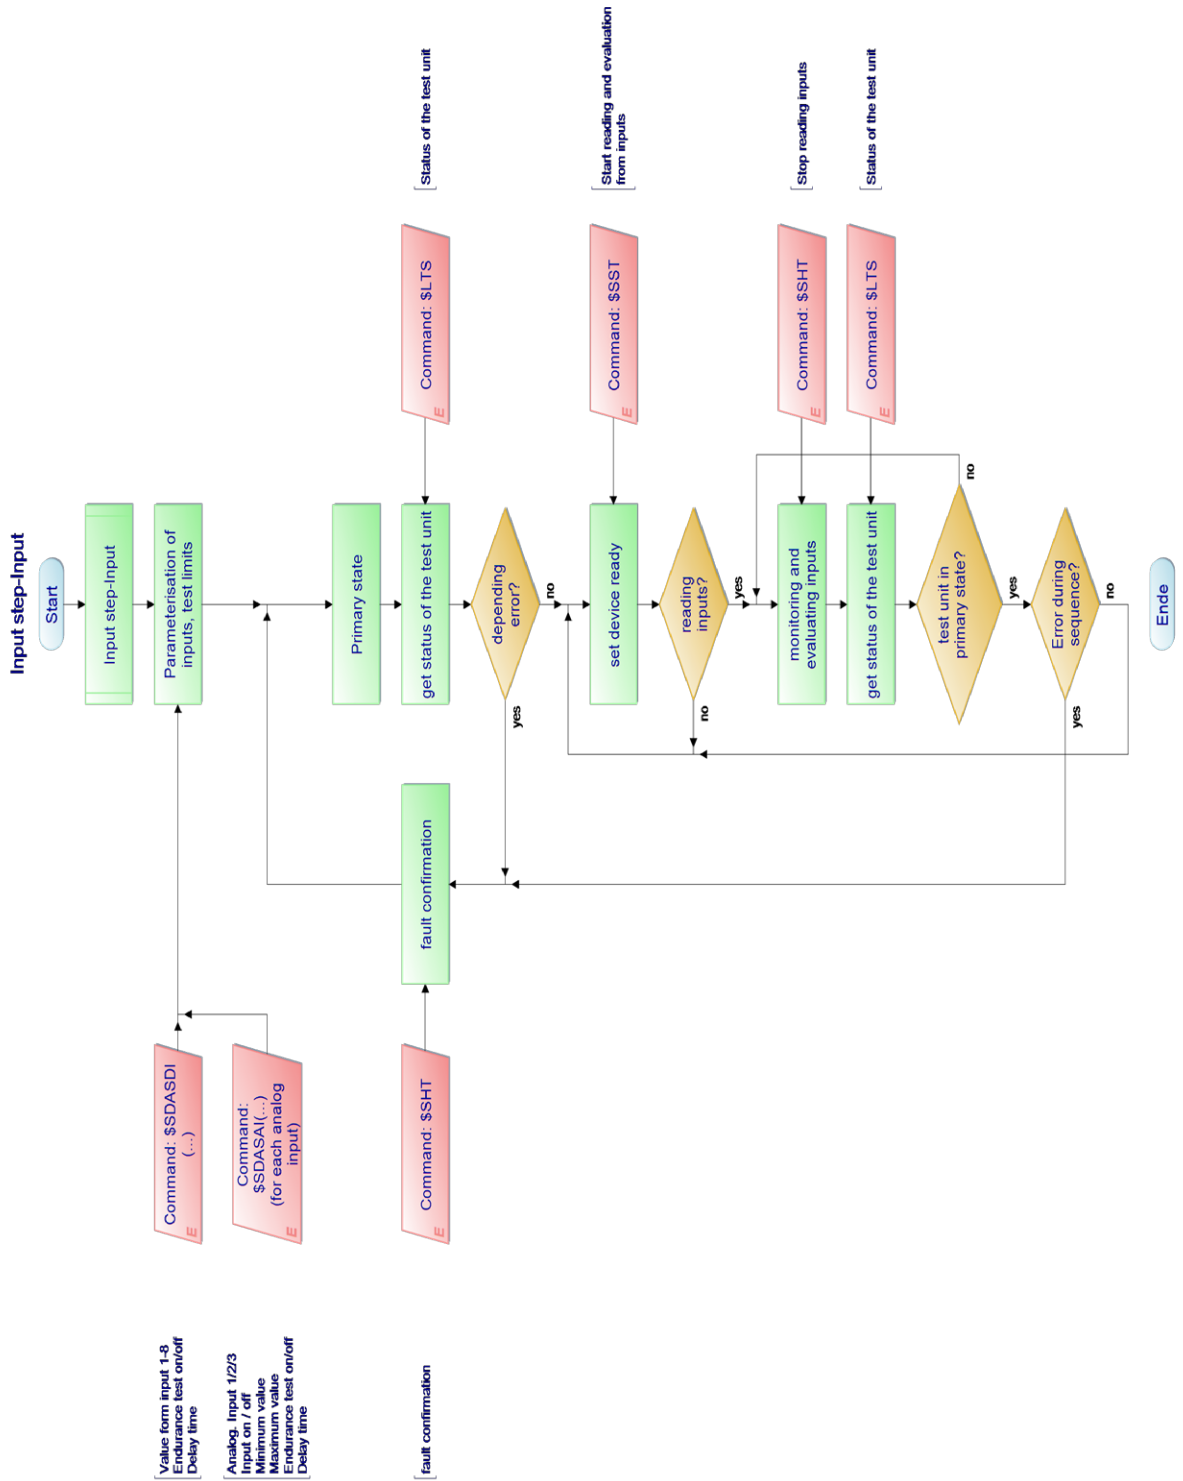 Input step-Input
Start
Input step-Input
Parameterisation of
inputs, test limits
Command: $SDASDI
(...)
Value form input 1-8
Endurance test on/off
Delay time
Command:
$SDASAI(...)
(for each analog
input)
Analog. Input 1/2/3
Input on / off
Minimum value
Maximum value
Endurance test on/off
Delay time
E
E
Primary state
get status of the test unit
Command: $LTS
E
Status of the test unit
fault confirmation
Command: $SHT
E
fault confirmation
depending
error?
yes
no
set device ready
Command: $SST
E
Start reading and evaluation
from inputs
reading
inputs?
no
yes
monitoring and
evaluating inputs
Command: $SHT
E
Stop reading inputs
get status of the test unit
Command: $LTS
E
Status of the test unit
test unit in
primary state?
no
yes
Error during
sequence?
yes
no
Ende